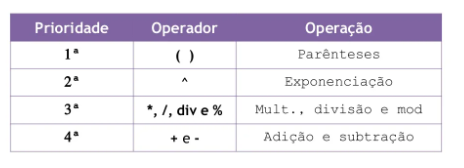 Prioridade Operador Operação
1ª ( ) Parênteses
2ª ^ Exponenciação
3ª *, /, div e % Mult., divisão e mod
4ª + e - Adição e subtração